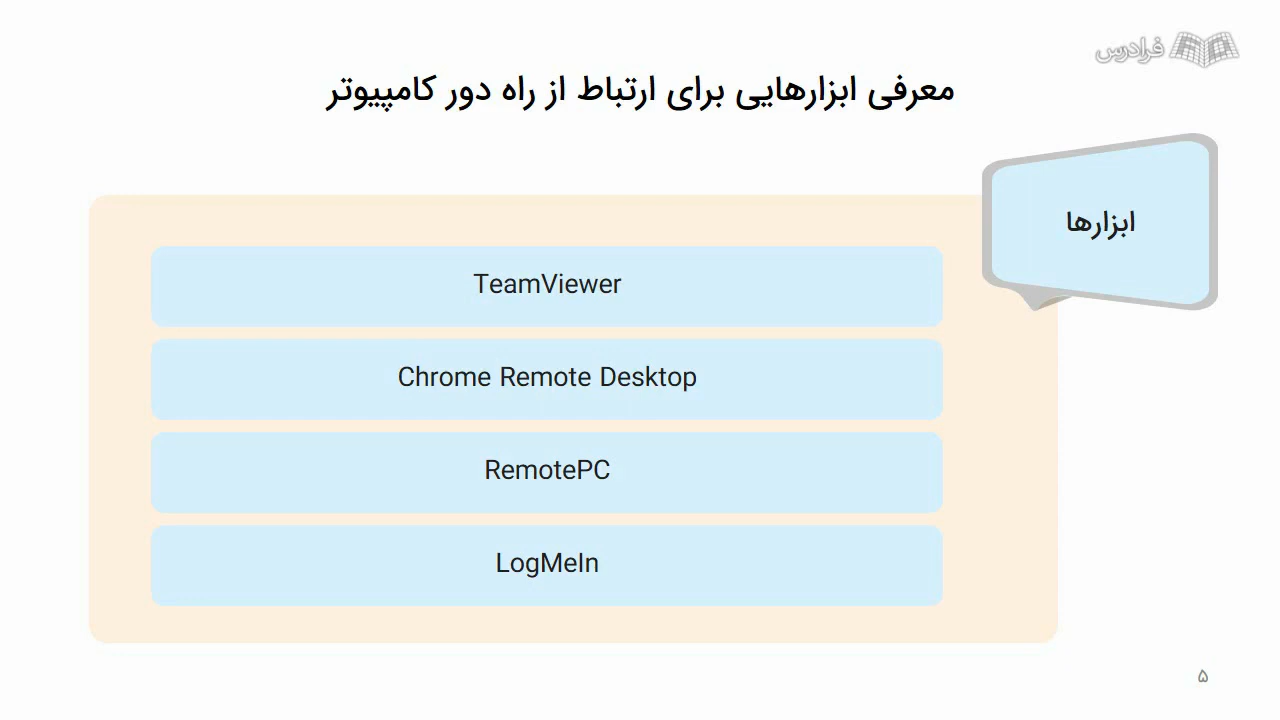 فرادرس
معرفی ابزارهایی برای ارتباط از راه دور کامپیوتر
ابزارها
TeamViewer
Chrome Remote Desktop
RemotePC
LogMeIn
۵